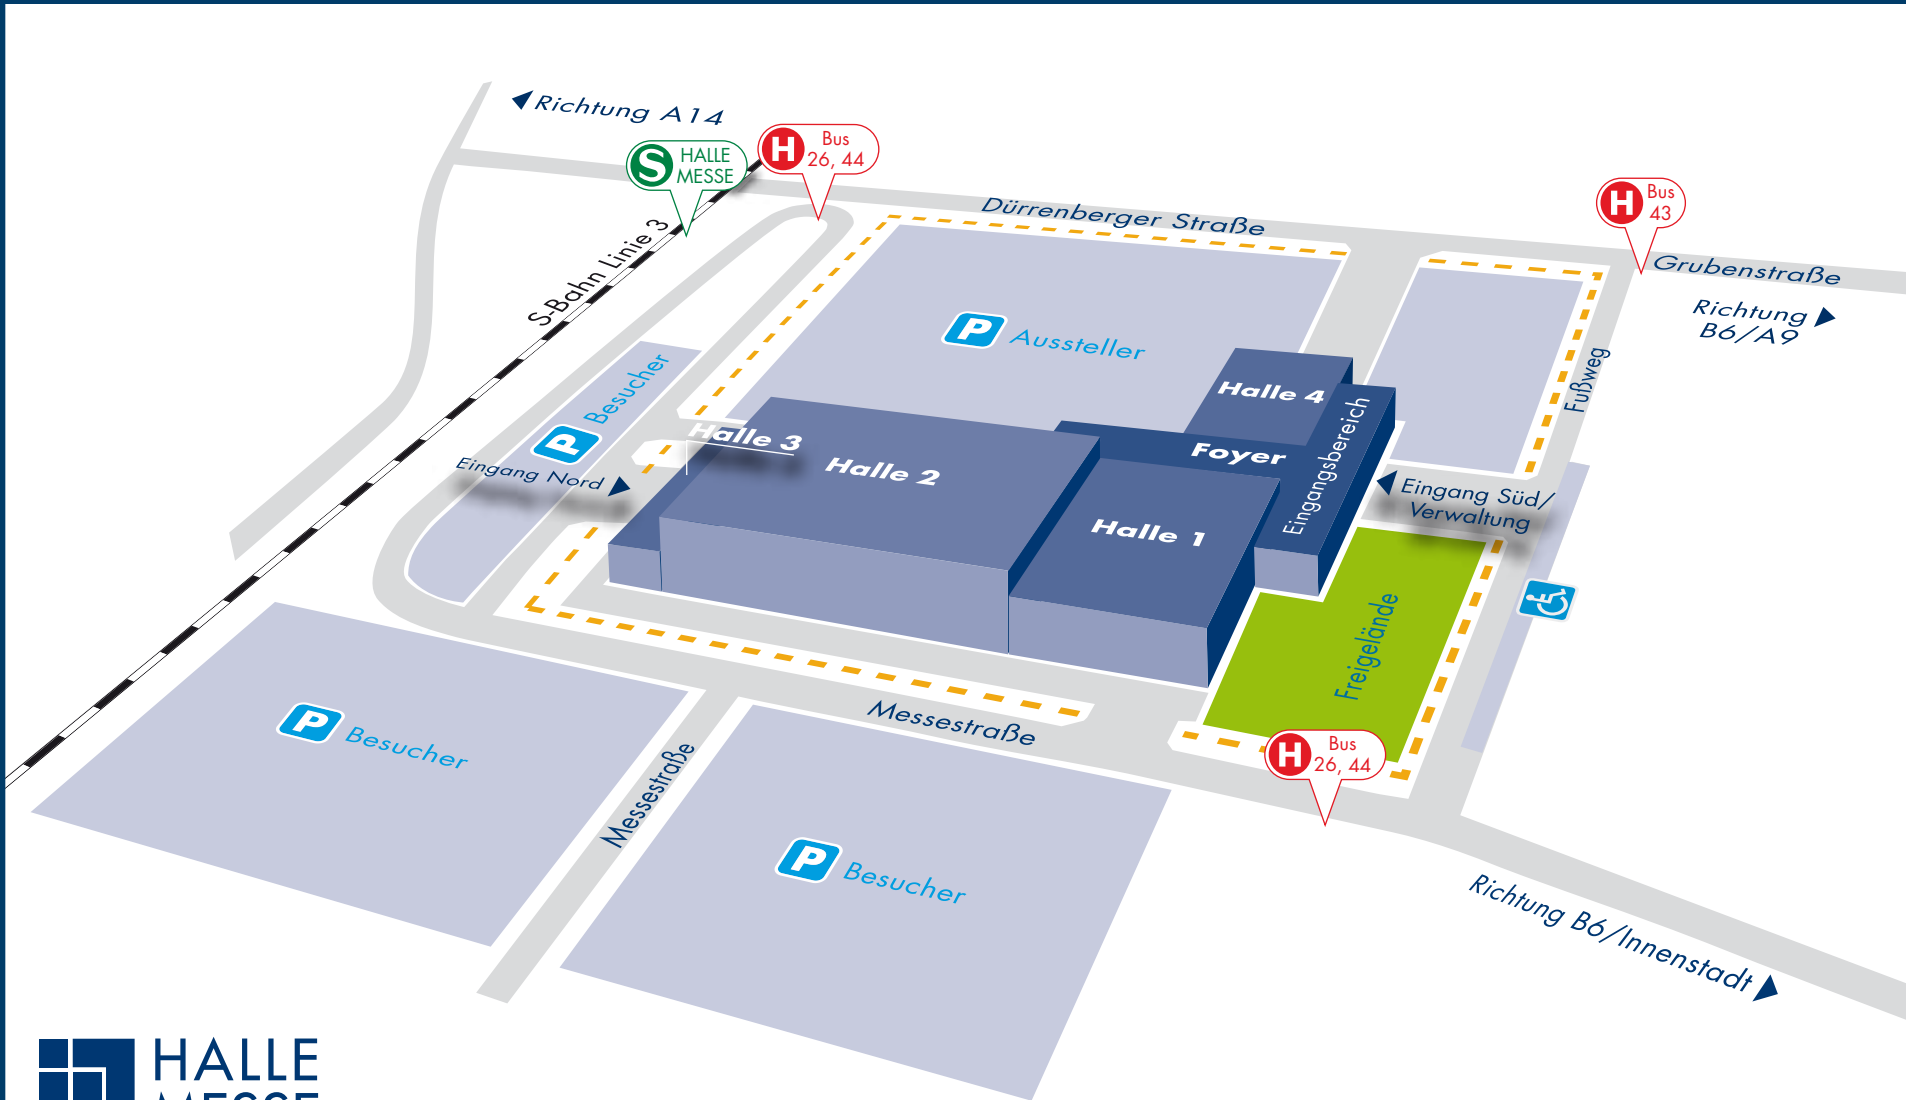 Richtung A14
S HALLE
MESSE
H Bus
26, 44
H Bus
43
Dürrenberger Straße
Grubenstraße
Richtung
B6/A9
S-Bahn Linie 3
P Aussteller
Fußweg
P Besucher
Halle 4
Eingangsbereich
Halle 3
Halle 2
Foyer
Eingang Nord
Eingang Süd/
Verwaltung
Halle 1
Freigelände
P Besucher
Messestraße
Messestraße
H Bus
26, 44
P Besucher
Richtung B6/Innenstadt
HALLE
MESSE